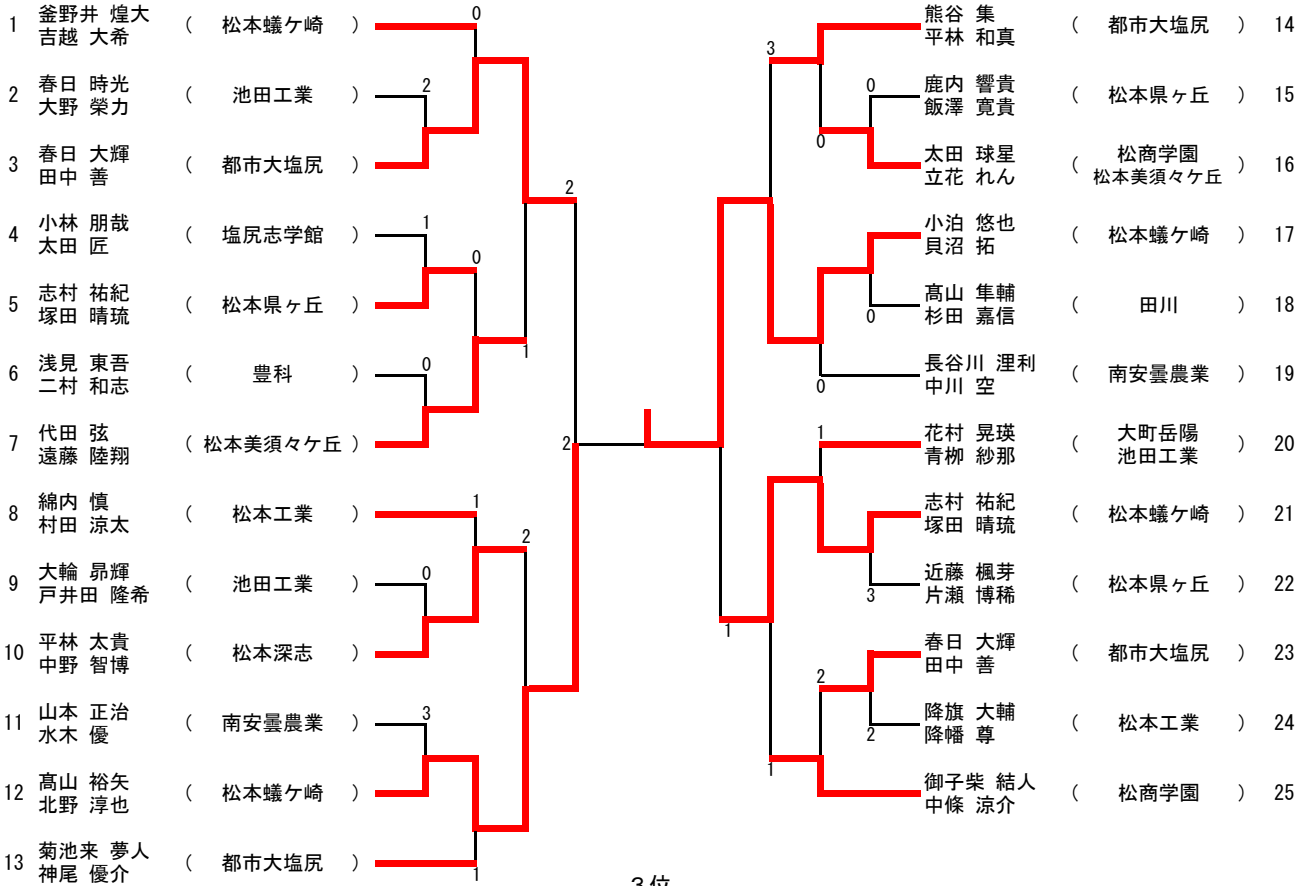 1 釜野井 煌大
吉越 大希
( 松本蟻ケ崎 )
2 春日 時光
大野 榮力
( 池田工業 )
3 春日 大輝
田中 善
( 都市大塩尻 )
4 小林 朋哉
太田 匠
( 塩尻志学館 )
5 志村 祐紀
塚田 晴琉
( 松本県ヶ丘 )
6 浅見 東吾
二村 和志
( 豊科 )
7 代田 弦
遠藤 陸翔
( 松本美須々ケ丘 )
8 綿内 慎
村田 涼太
( 松本工業 )
9 大輪 昴輝
戸井田 隆希
( 池田工業 )
10 平林 太貴
中野 智博
( 松本深志 )
11 山本 正治
水木 優
( 南安曇農業 )
12 髙山 裕矢
北野 淳也
( 松本蟻ケ崎 )
13 菊池来 夢人
神尾 優介
( 都市大塩尻 )
0
2
1
0
0
1
0
3
1
1
2
2
2
熊谷 集
平林 和真
( 都市大塩尻 ) 14
鹿内 響貴
飯澤 寛貴
( 松本県ヶ丘 ) 15
太田 球星
立花 れん
( 松商学園
松本美須々ケ丘 ) 16
小泊 悠也
貝沼 拓
( 松本蟻ケ崎 ) 17
髙山 隼輔
杉田 嘉信
( 田川 ) 18
長谷川 浬利
中川 空
( 南安曇農業 ) 19
花村 晃瑛
青栁 紗那
( 大町岳陽
池田工業 ) 20
志村 祐紀
塚田 晴琉
( 松本蟻ケ崎 ) 21
近藤 楓芽
片瀬 博稀
( 松本県ヶ丘 ) 22
春日 大輝
田中 善
( 都市大塩尻 ) 23
降旗 大輔
降幡 尊
( 松本工業 ) 24
御子柴 結人
中條 涼介
( 松商学園 ) 25
3
0
0
0
0
1
3
1
2
2
1
3位